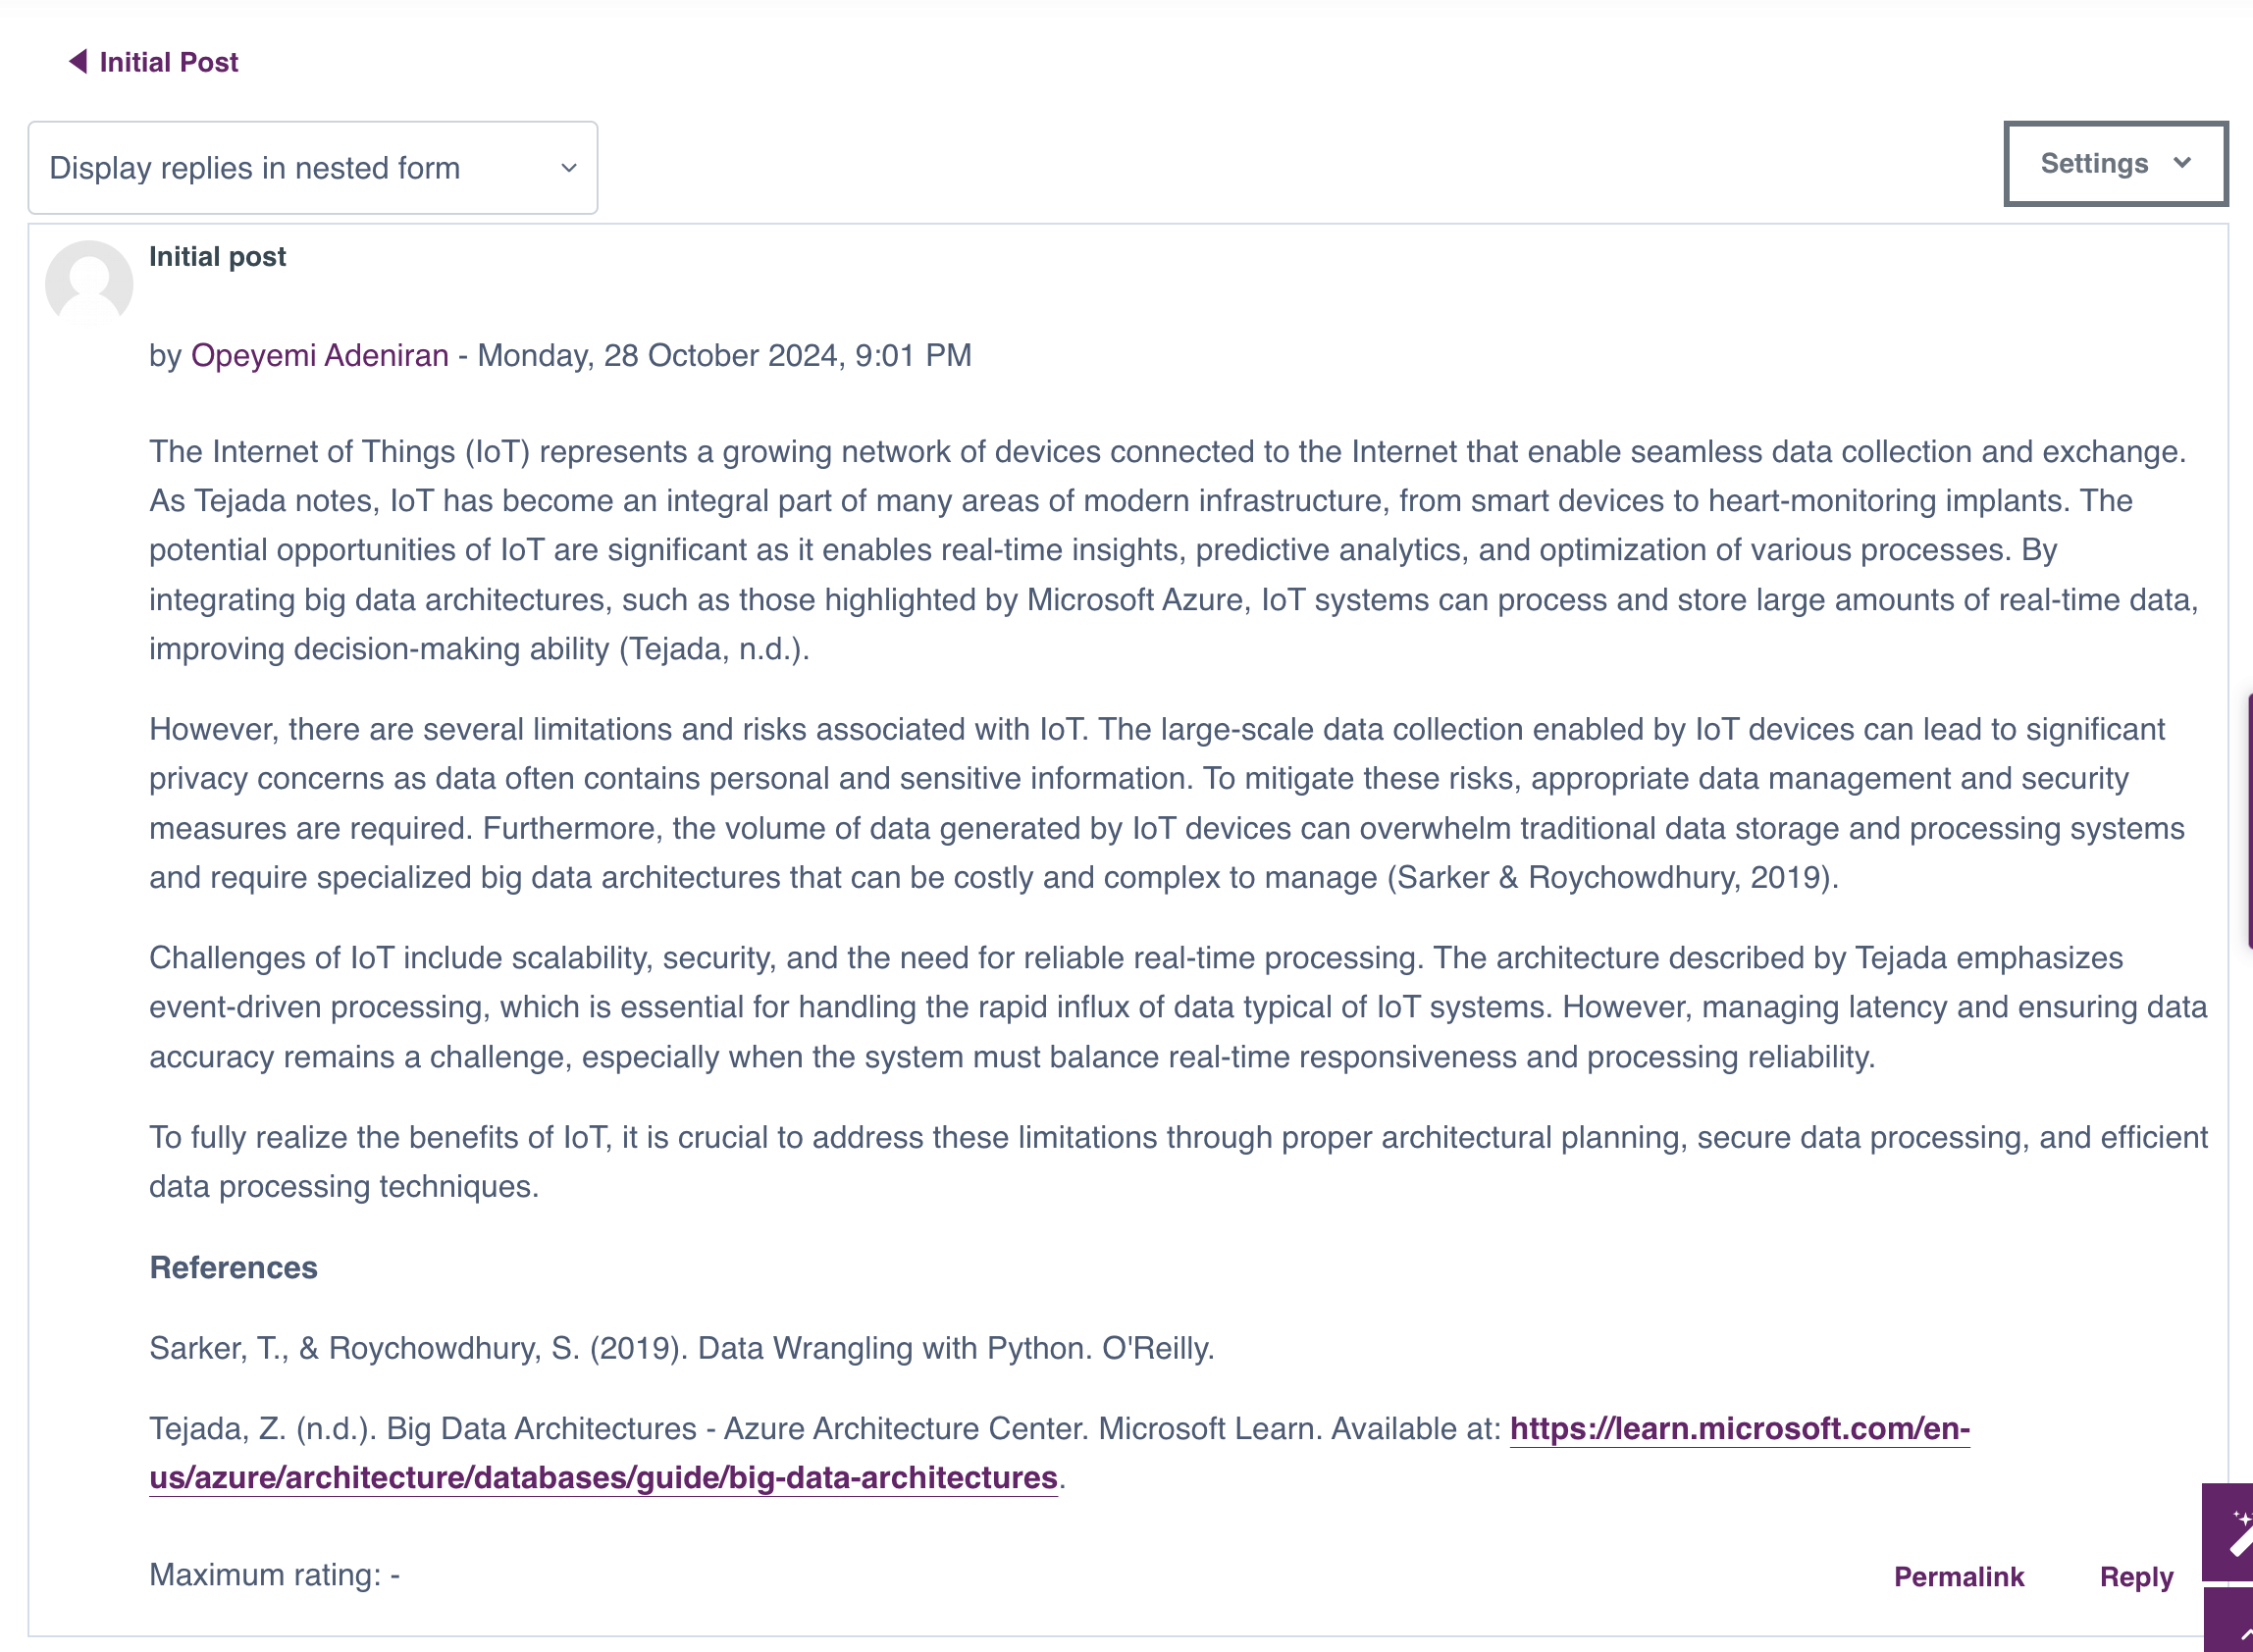 Initial Post
Display replies in nested form
Settings
Initial post
by Opeyemi Adeniran - Monday, 28 October 2024, 9:01 PM
The Internet of Things (IoT) represents a growing network of devices connected to the Internet that enable seamless data collection and exchange.
As Tejada notes, IoT has become an integral part of many areas of modern infrastructure, from smart devices to heart-monitoring implants. The
potential opportunities of IoT are significant as it enables real-time insights, predictive analytics, and optimization of various processes. By
integrating big data architectures, such as those highlighted by Microsoft Azure, IoT systems can process and store large amounts of real-time data,
improving decision-making ability (Tejada, n.d.).
However, there are several limitations and risks associated with IoT. The large-scale data collection enabled by IoT devices can lead to significant
privacy concerns as data often contains personal and sensitive information. To mitigate these risks, appropriate data management and security
measures are required. Furthermore, the volume of data generated by IoT devices can overwhelm traditional data storage and processing systems
and require specialized big data architectures that can be costly and complex to manage (Sarker & Roychowdhury, 2019).
Challenges of IoT include scalability, security, and the need for reliable real-time processing. The architecture described by Tejada emphasizes
event-driven processing, which is essential for handling the rapid influx of data typical of IoT systems. However, managing latency and ensuring data
accuracy remains a challenge, especially when the system must balance real-time responsiveness and processing reliability.
To fully realize the benefits of IoT, it is crucial to address these limitations through proper architectural planning, secure data processing, and efficient
data processing techniques.
References
Sarker, T., & Roychowdhury, S. (2019). Data Wrangling with Python. O'Reilly.
Tejada, Z. (n.d.). Big Data Architectures - Azure Architecture Center. Microsoft Learn. Available at: https://learn.microsoft.com/en-
us/azure/architecture/databases/guide/big-data-architectures.
Maximum rating: -
Permalink
Reply